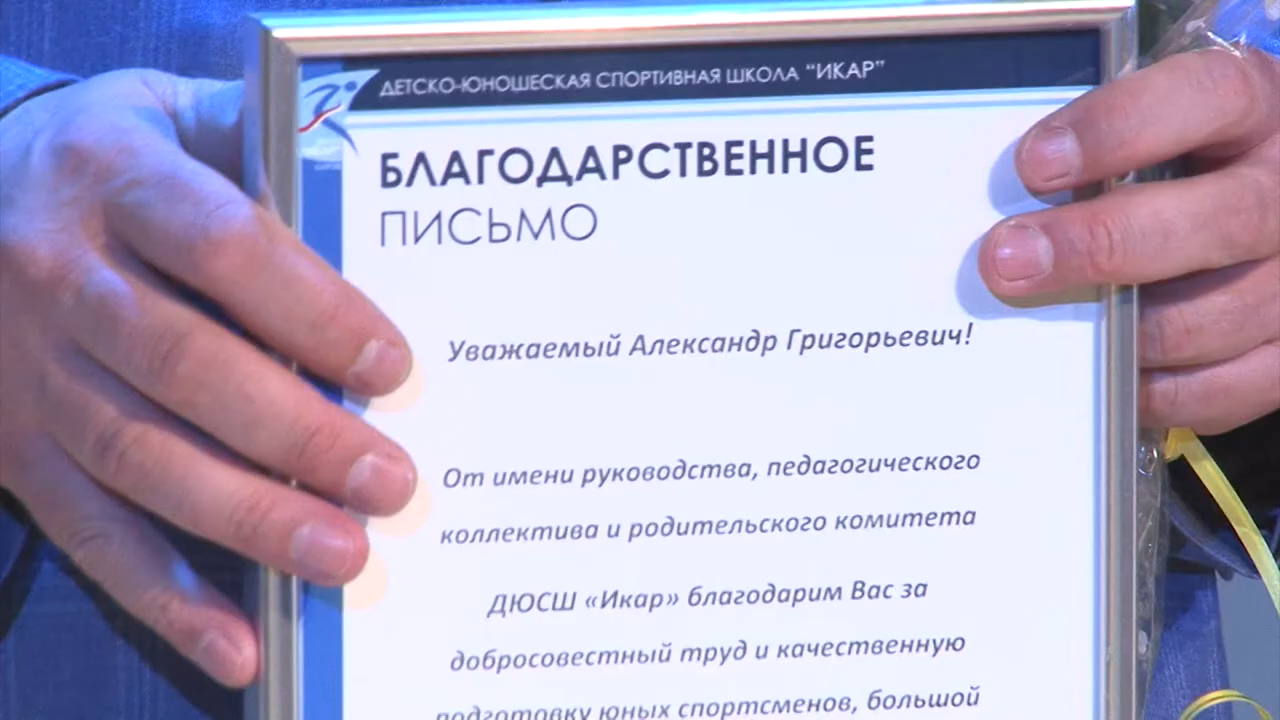 ДЕТСКО-ЮНОШЕСКАЯ СПОРТИВНАЯ ШКОЛА "ИКАР"
БЛАГОДАРСТВЕННОЕ
ПИСЬМО
Уважаемый Александр Григорьевич!
От имени руководства, педагогического
коллектива и родительского комитета
ДЮСШ «Икар» благодарим Вас за
добросовестный труд и качественную
подготовку юных спортсменов, большой